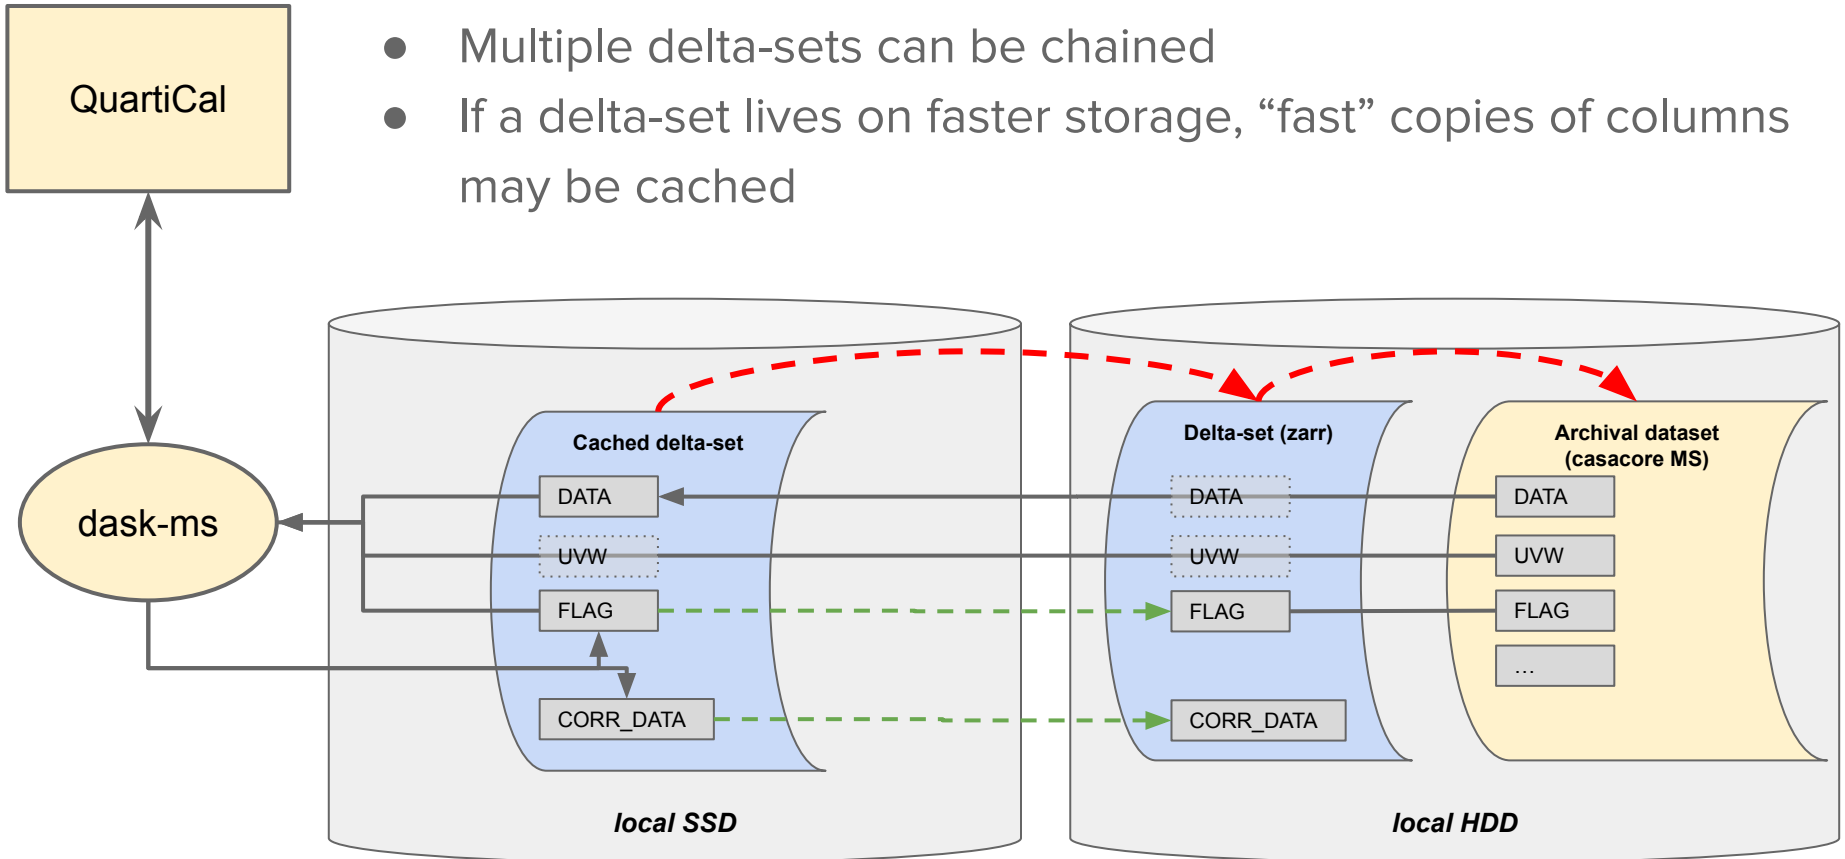 QuartiCal
● Multiple delta-sets can be chained
● If a delta-set lives on faster storage, “fast” copies of columns
may be cached
dask-ms
Cached delta-set
DATA
UVW
FLAG
CORR_DATA
local SSD
Delta-set (zarr)
DATA
UVW
FLAG
CORR_DATA
Archival dataset
(casacore MS)
DATA
UVW
FLAG
...
local HDD